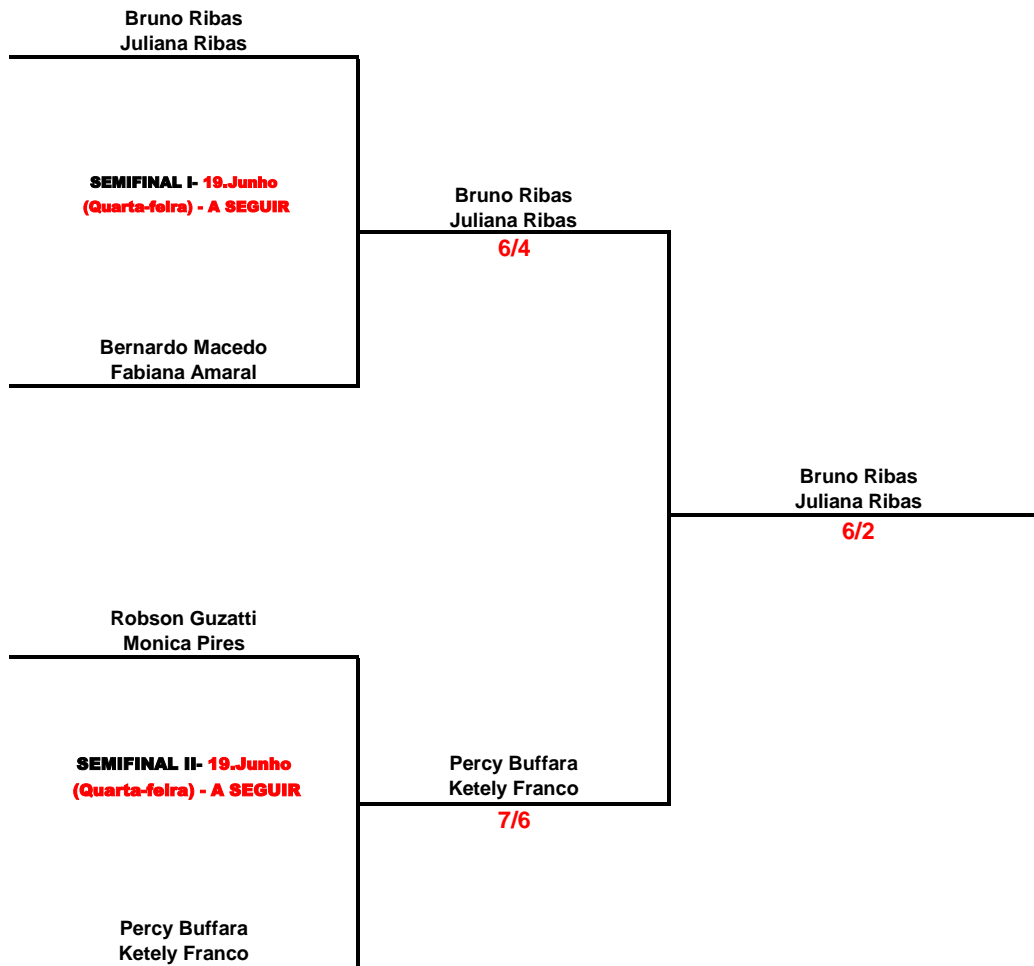 Bruno Ribas
Juliana Ribas
SEMIFINAL I- 19.Junho
(Quarta-feira) - A SEGUIR
Bruno Ribas
Juliana Ribas
6/4
Bernardo Macedo
Fabiana Amaral
Bruno Ribas
Juliana Ribas
6/2
Robson Guzatti
Monica Pires
SEMIFINAL II- 19.Junho
(Quarta-feira) - A SEGUIR
Percy Buffara
Ketely Franco
7/6
Percy Buffara
Ketely Franco